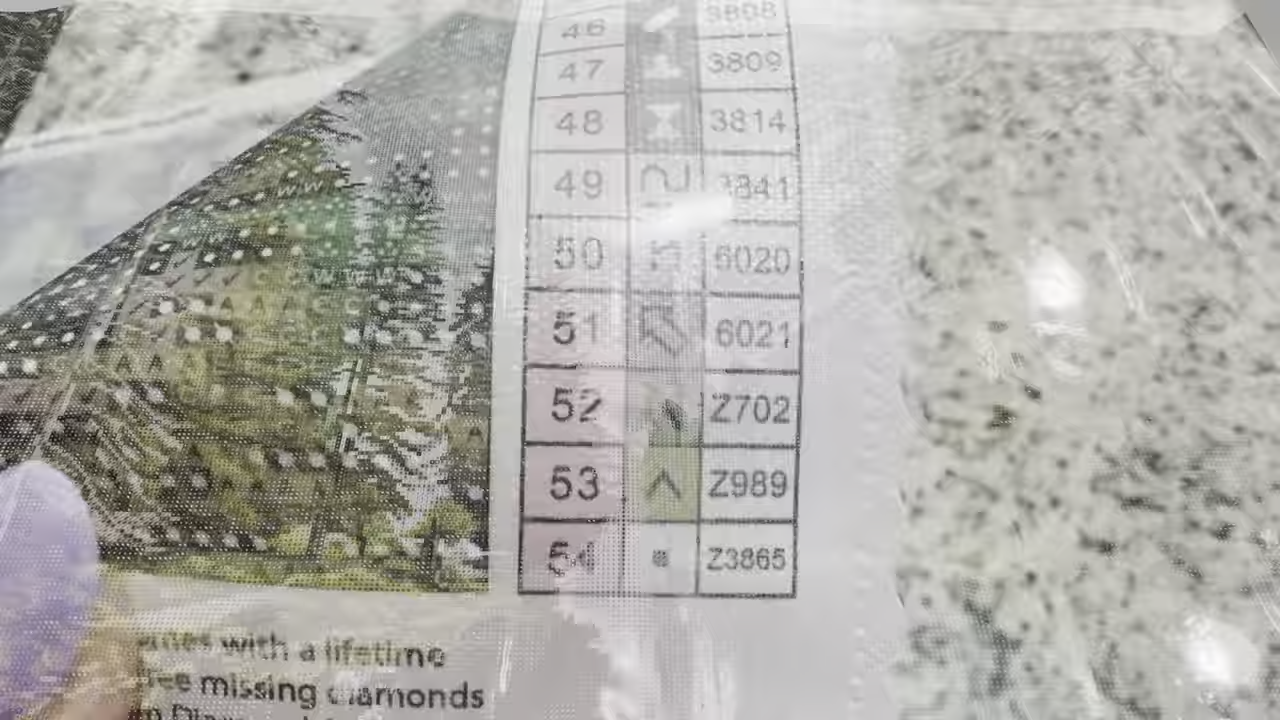 46 3808
47 3809
48 3814
49 3841
50 6020
51 6021
52 Z702
53 Z989
54 Z3865
with a lifetime
missing diamonds